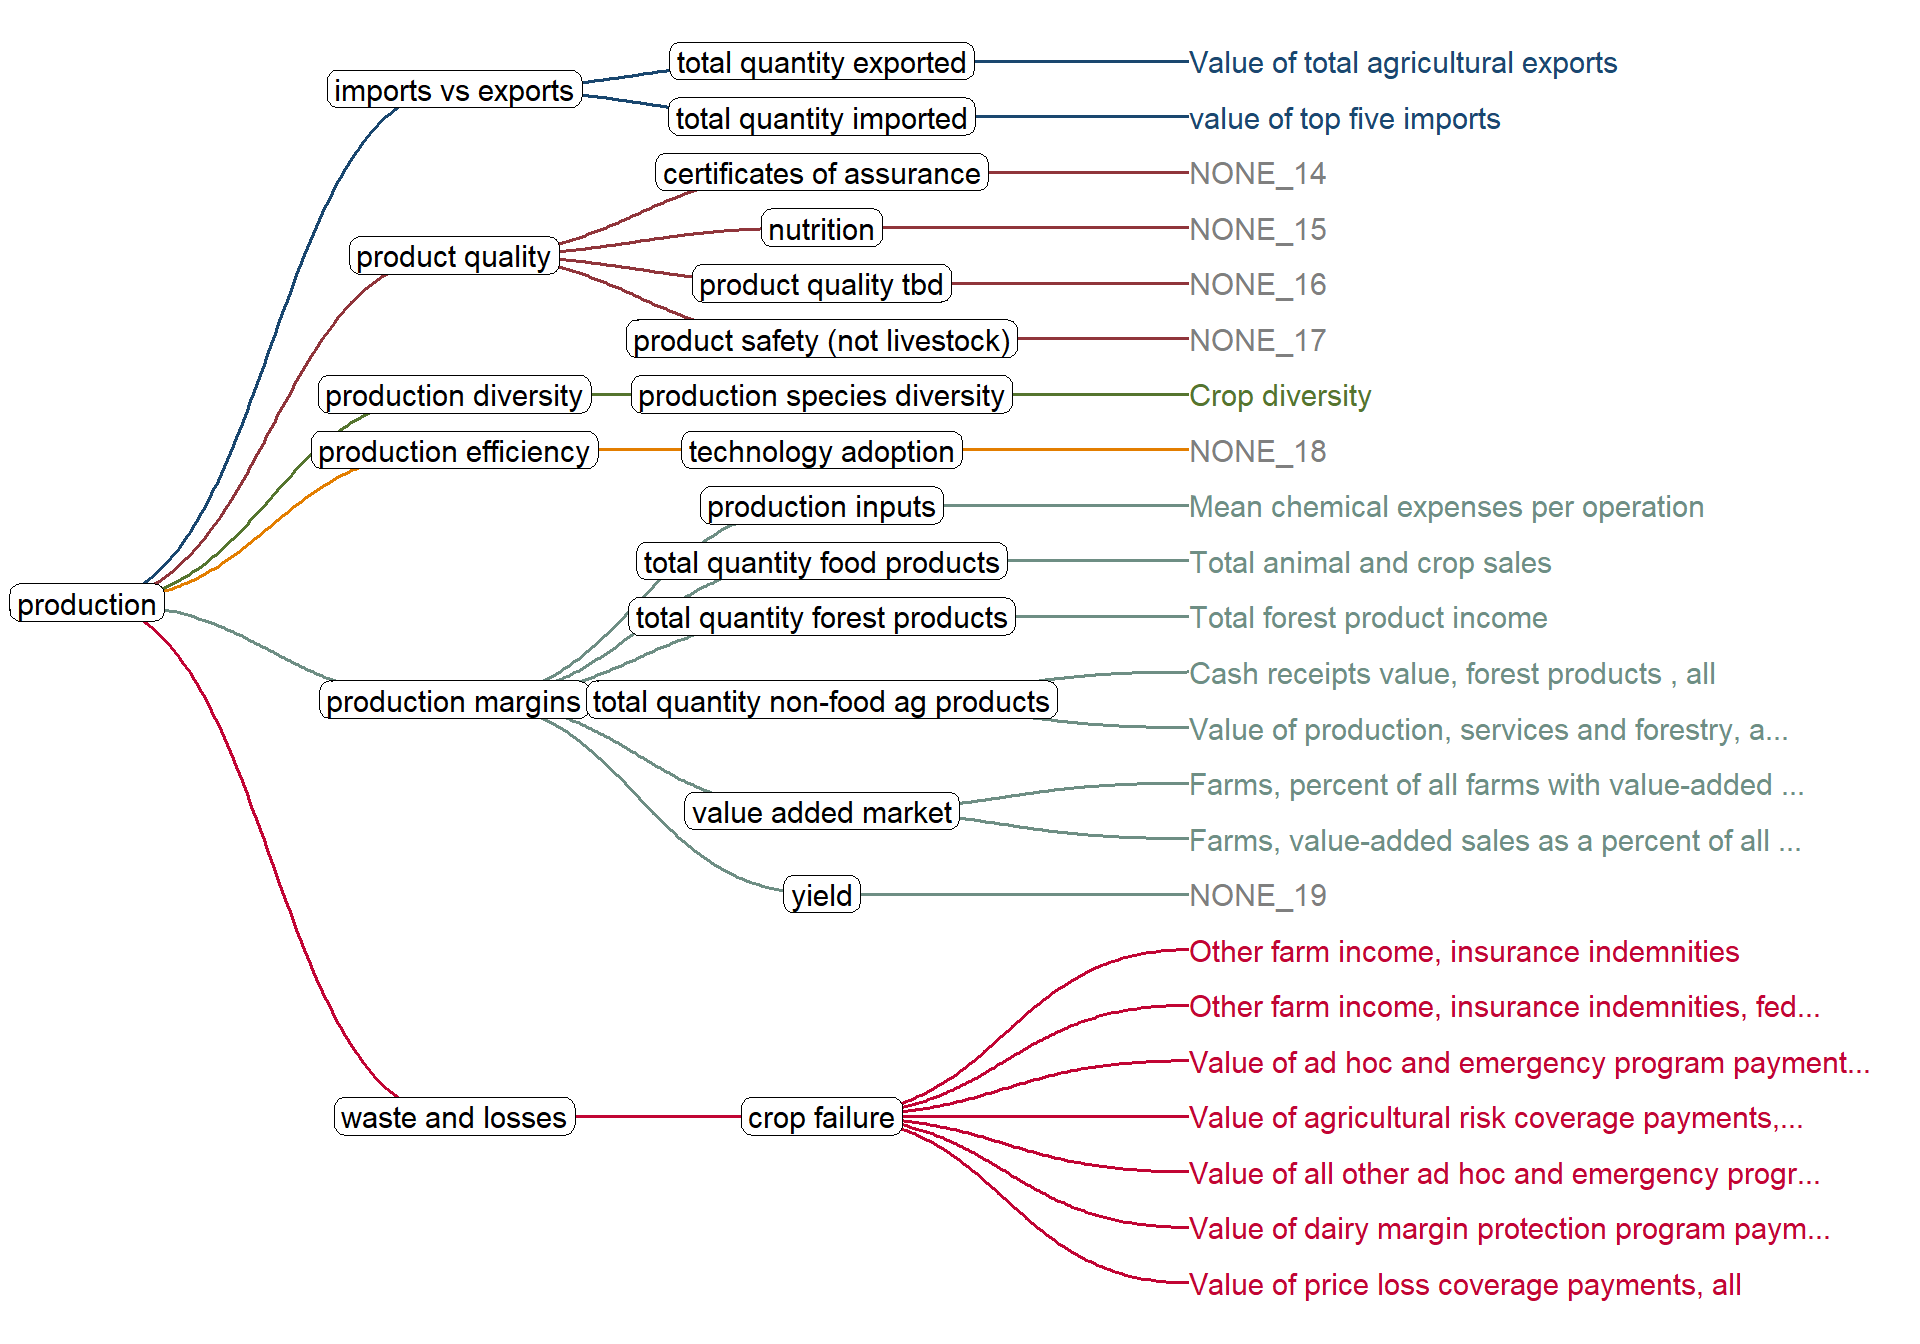 total quantity exported
Value of total agricultural exports
imports vs exports
total quantity imported
value of top five imports
certificates of assurance
NONE_14
nutrition
NONE_15
product quality
product quality tbd
NONE_16
product safety (not livestock)
NONE_17
production diversity
production species diversity
Crop diversity
production efficiency
technology adoption
NONE_18
production inputs
Mean chemical expenses per operation
total quantity food products
Total animal and crop sales
production
total quantity forest products
Total forest product income
Cash receipts value, forest products , all
production margins
total quantity non-food ag products
Value of production, services and forestry, a...
Farms, percent of all farms with value-added ...
value added market
Farms, value-added sales as a percent of all ...
yield
NONE_19
Other farm income, insurance indemnities
Other farm income, insurance indemnities, fed...
Value of ad hoc and emergency program payment...
waste and losses
crop failure
Value of agricultural risk coverage payments,...
Value of all other ad hoc and emergency progr...
Value of dairy margin protection program paym...
Value of price loss coverage payments, all